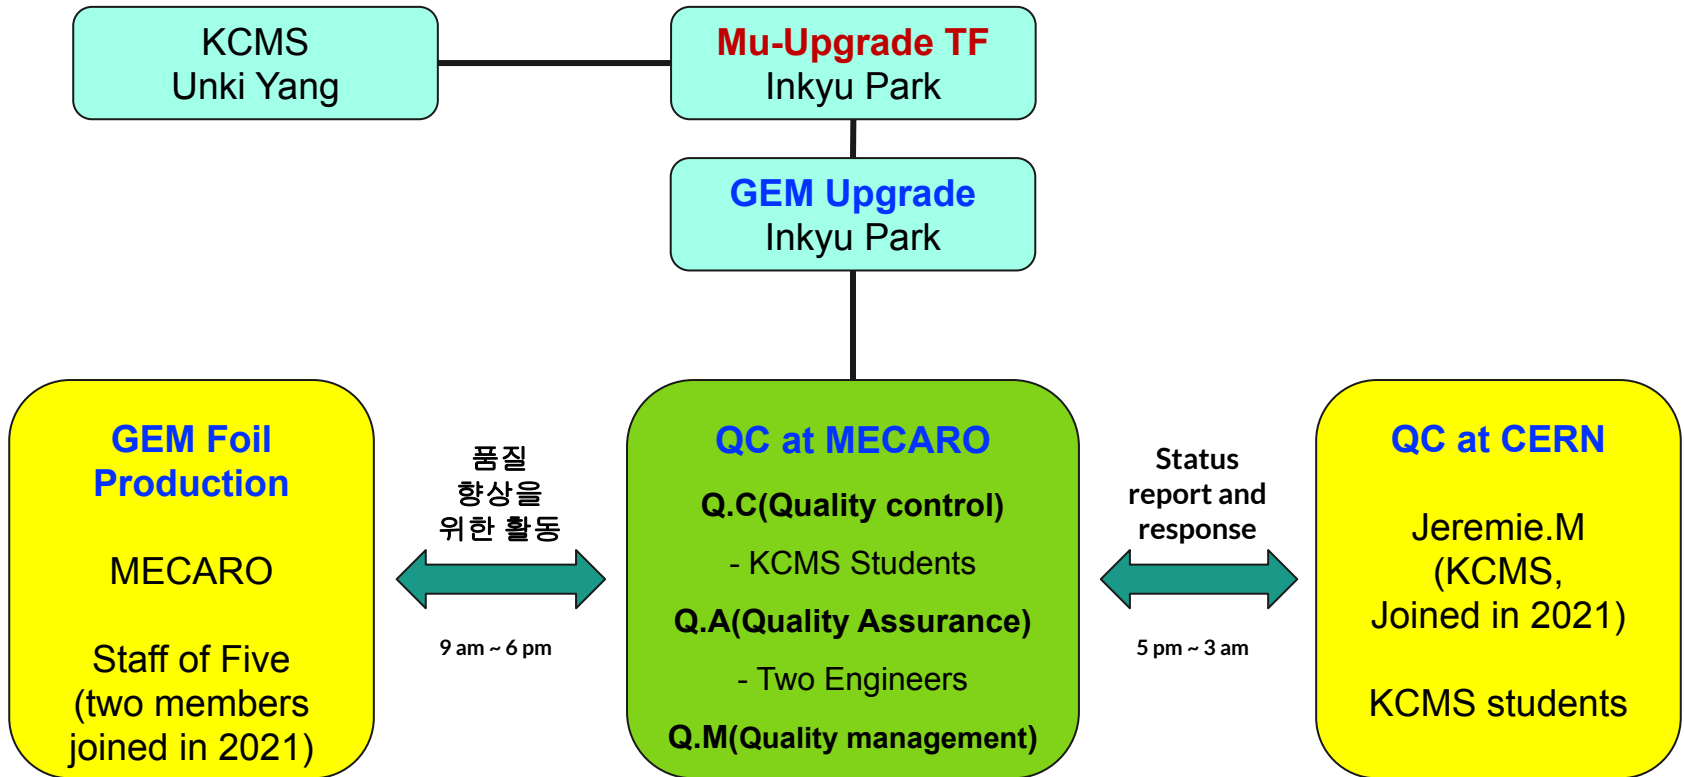 KCMS
Unki Yang
Mu-Upgrade TF
Inkyu Park
GEM Upgrade
Inkyu Park
GEM Foil
Production
MECARO
Staff of Five
(two members
joined in 2021)
품질
향상을
위한 활동
9 am ~ 6 pm
QC at MECARO
Q.C(Quality control)
- KCMS Students
Q.A(Quality Assurance)
- Two Engineers
Q.M(Quality management)
Status
report and
response
5 pm ~ 3 am
QC at CERN
Jeremie.M
(KCMS,
Joined in 2021)
KCMS students